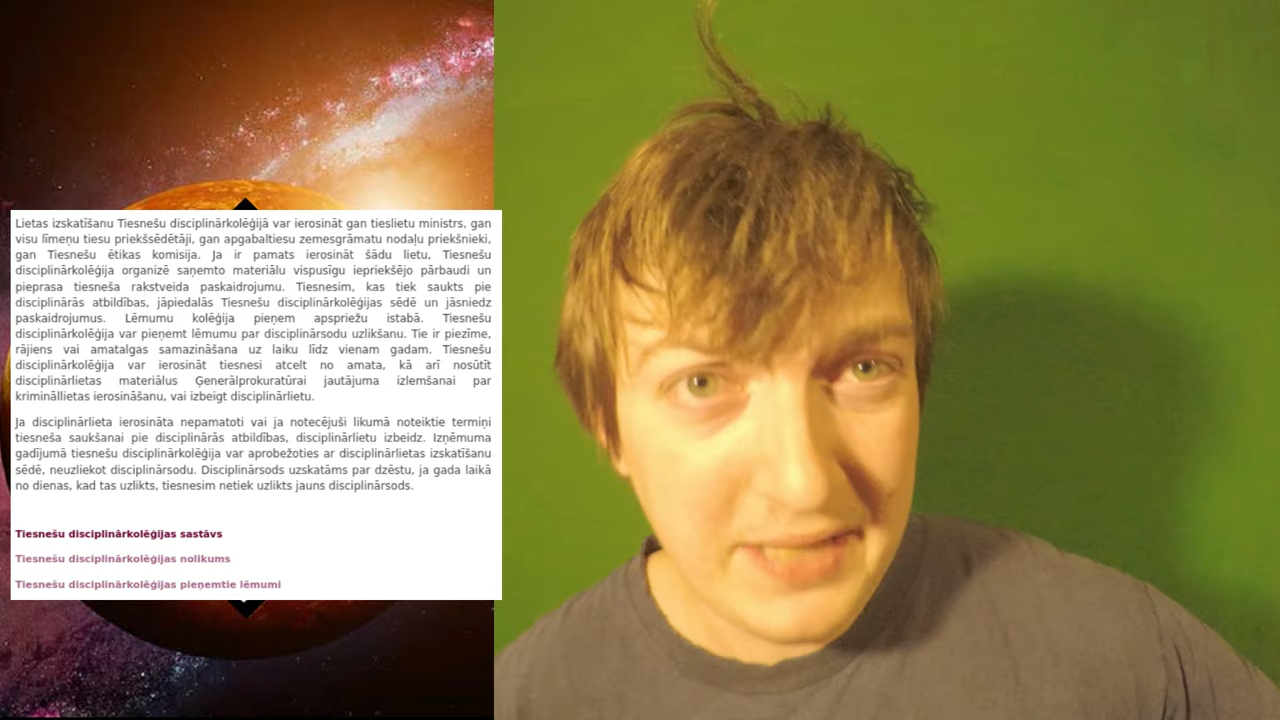 Lietas izskatīšanu Tiesnešu disciplinārkolēģijā var ierosināt gan tieslietu ministrs, gan
visu līmeņu tiesu priekšsēdētāji, gan apgabaltiesu zemesgrāmatu nodaļu priekšnieki,
gan Tiesnešu ētikas komisija. Ja ir pamats ierosināt šādu lietu, Tiesnešu
disciplinārkolēģija organizē saņemto materiālu vispusīgu iepriekšējo pārbaudi un
pieprasa tiesneša rakstveida paskaidrojumu. Tiesnesim, kas tiek saukts pie
disciplinārās atbildības, jāpiedalās Tiesnešu disciplinārkolēģijas sēdē un jāsniedz
paskaidrojumus. Lēmumu kolēģija pieņem apspriežu istabā. Tiesnešu
disciplinārkolēģija var pieņemt lēmumu par disciplinārsodu uzlikšanu. Tie ir piezīme,
rājiens vai amatalgas samazināšana uz laiku līdz vienam gadam. Tiesnešu
disciplinārkolēģija var ierosināt tiesnesi atcelt no amata, kā arī nosūtīt
disciplinārlietas materiālus Ģenerālprokuratūrai jautājuma izlemšanai par
krimināllietas ierosināšanu, vai izbeigt disciplinārlietu.
Ja disciplinārlieta ierosināta nepamatoti vai ja notecējuši likumā noteiktie termiņi
tiesneša saukšanai pie disciplinārās atbildības, disciplinārlietu izbeidz. Izņēmuma
gadījumā tiesnešu disciplinārkolēģija var aprobežoties ar disciplinārlietas izskatīšanu
sēdē, neuzliekot disciplinārsodu. Disciplinārsods uzskatāms par dzēstu, ja gada laikā
no dienas, kad tas uzlikts, tiesnesim netiek uzlikts jauns disciplinārsods.
Tiesnešu disciplinārkolēģijas sastāvs
Tiesnešu disciplinārkolēģijas nolikums
Tiesnešu disciplinārkolēģijas pieņemtie lēmumi